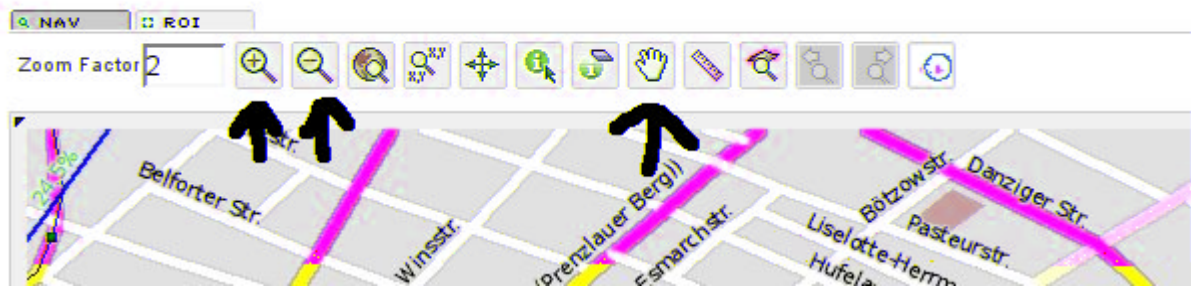 NAV ROI
Zoom Factor 2
x,y
x,y
24.5%
str.
Belforter Str.
Winsstr.
(Prenzlauer Berg))
Esmarchstr.
Bötzowstr.
Danziger Str.
Pasteurstr.
Liselotte-Herrm
Hufela